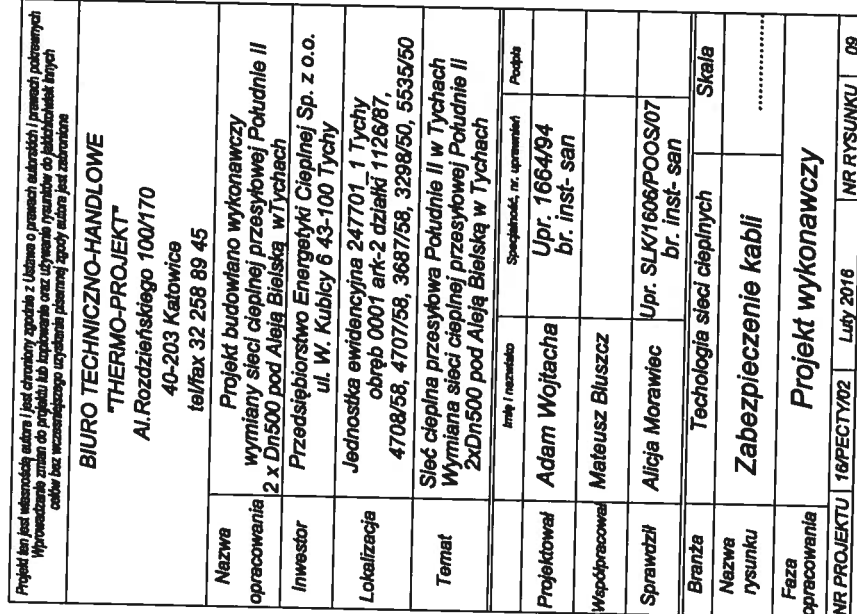 Projekt ten jest własnością autora i jest chroniony zgodnie z Ustawą o prawach autorskich i prawach pokrewnych
Wprowadzanie zmian do projektu lub kopiowanie oraz używanie rysunków do jakichkolwiek innych
celów bez wcześniejszego uzyskania pisemnej zgody autora jest zabronione
BIURO TECHNICZNO-HANDLOWE
"THERMO-PROJEKT"
Al.Rozdzieńskiego 100/170
40-203 Katowice
tel/fax 32 258 89 45
Nazwa opracowania
Projekt budowlano wykonawczy
wymiany sieci cieplnej przesyłowej Południe II
2 x Dn500 pod Aleją Bielską w Tychach
Inwestor
Przedsiębiorstwo Energetyki Cieplnej Sp. z o.o.
ul. W. Kubicy 6 43-100 Tychy
Lokalizacja
Jednostka ewidencyjna 247701_1 Tychy
obręb 0001 ark-2 działki 1126/87,
4708/58, 4707/58, 3687/58, 3298/50, 5535/50
Temat
Sieć cieplna przesyłowa Południe II w Tychach
Wymiana sieci cieplnej przesyłowej Południe II
2xDn500 pod Aleją Bielską w Tychach
Imię i nazwisko Specjalność, nr. uprawnień Podpis
Projektował Adam Wojtacha Upr. 1664/94
br. inst- san
Współpracował Mateusz Bluszcz
Sprawdził Alicja Morawiec Upr. SLK/1606/POOS/07
br. inst- san
Branża Techologia sieci cieplnych Skala
Nazwa rysunku Zabezpieczenie kabli ..............
Faza opracowania Projekt wykonawczy
NR PROJEKTU 16/PECTY/02 Luty 2016 NR RYSUNKU 09